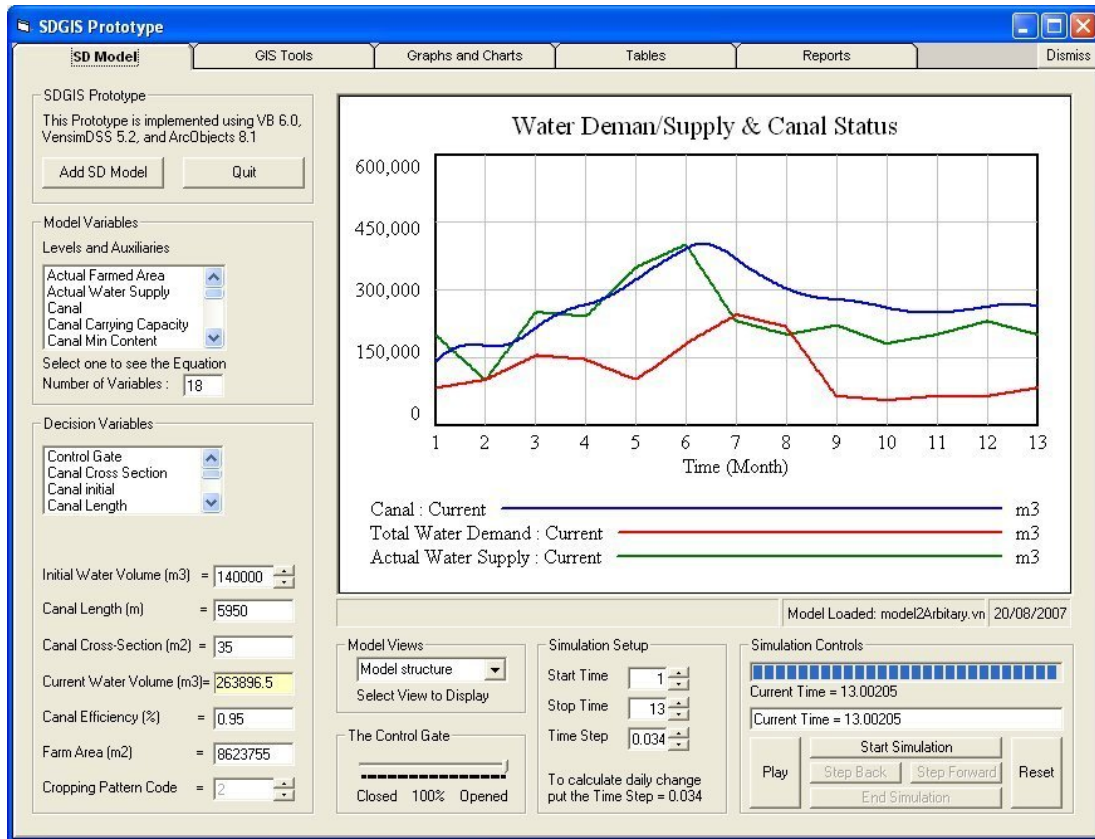 SDGIS Prototype
SD Model GIS Tools Graphs and Charts Tables Reports Dismiss
SDGIS Prototype
This Prototype is implemented using VB 6.0,
VensimDSS 5.2, and ArcObjects 8.1
Add SD Model Quit
Model Variables
Levels and Auxiliaries
Actual Farmed Area
Actual Water Supply
Canal
Canal Carrying Capacity
Canal Min Content
Select one to see the Equation
Number of Variables : 18
Decision Variables
Control Gate
Canal Cross Section
Canal initial
Canal Length
Initial Water Volume (m3) = 140000
Canal Length (m) = 5950
Canal Cross-Section (m2) = 35
Current Water Volume (m3)= 263896.5
Canal Efficiency (%) = 0.95
Farm Area (m2) = 8623755
Cropping Pattern Code = 2
Water Deman/Supply & Canal Status
600,000
450,000
300,000
150,000
0
1 2 3 4 5 6 7 8 9 10 11 12 13
Time (Month)
Canal : Current m3
Total Water Demand : Current m3
Actual Water Supply : Current m3
Model Loaded: model2Arbitary.vn 20/08/2007
Model Views
Model structure
Select View to Display
The Control Gate
Closed 100% Opened
Simulation Setup
Start Time 1
Stop Time 13
Time Step 0.034
To calculate daily change
put the Time Step = 0.034
Simulation Controls
Current Time = 13.00205
Current Time = 13.00205
Play
Start Simulation
Step Back Step Forward
End Simulation
Reset